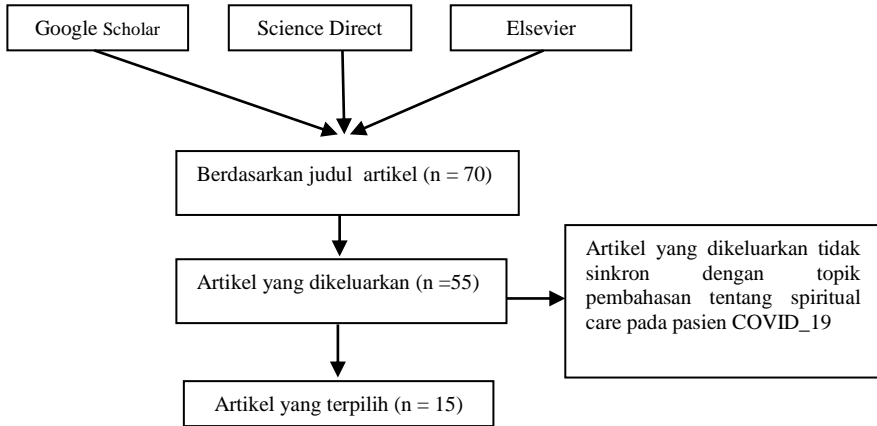 Google Scholar
Science Direct
Elsevier
Berdasarkan judul artikel (n = 70)
Artikel yang dikeluarkan (n =55)
Artikel yang dikeluarkan tidak
sinkron dengan topik
pembahasan tentang spiritual
care pada pasien COVID_19
Artikel yang terpilih (n = 15)